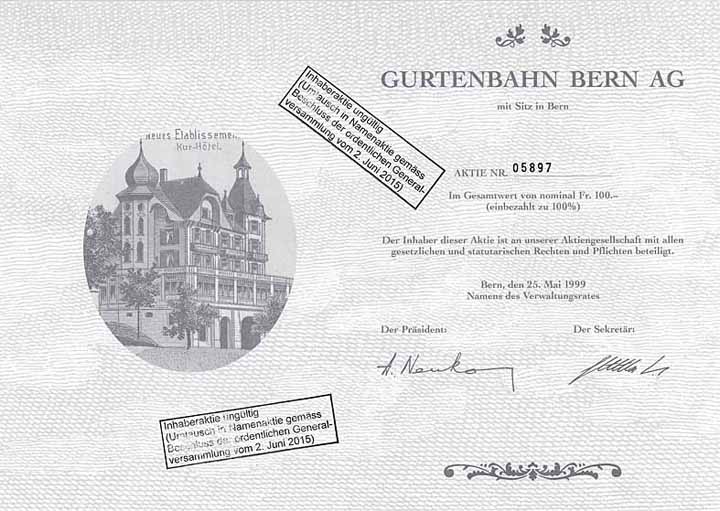 neues Etablissemen
Kur-Hôtel.
GURTENBAHN BERN AG
mit Sitz in Bern
Inhaberaktie ungültig
(Umtausch in Namenaktie gemäss
Beschluss der ordentlichen General-
versammlung vom 2. Juni 2015)
AKTIE NR. 05897
Im Gesamtwert von nominal Fr. 100.–
(einbezahlt zu 100%)
Der Inhaber dieser Aktie ist an unserer Aktiengesellschaft mit allen
gesetzlichen und statutarischen Rechten und Pflichten beteiligt.
Bern, den 25. Mai 1999
Namens des Verwaltungsrates
Der Präsident: Der Sekretär:
Inhaberaktie ungültig
(Umtausch in Namenaktie gemäss
Beschluss der ordentlichen General-
versammlung vom 2. Juni 2015)